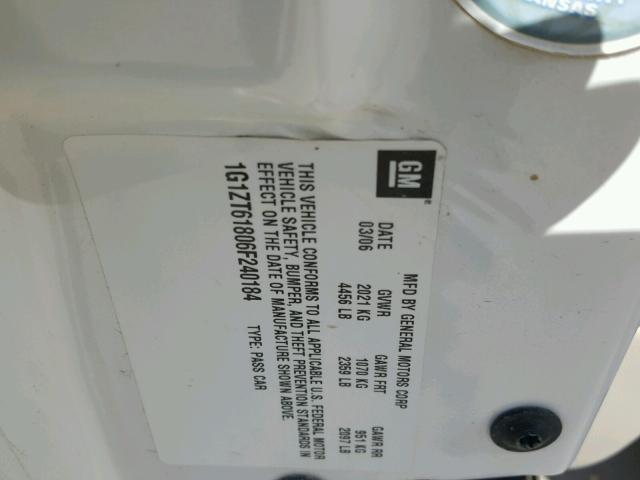 KANSAS
GM
MFD BY GENERAL MOTORS CORP
DATE GVWR GAWR FRT GAWR RR
03/06 2021 KG 1070 KG 951 KG
4456 LB 2359 LB 2097 LB
THIS VEHICLE CONFORMS TO ALL APPLICABLE U.S. FEDERAL MOTOR
VEHICLE SAFETY, BUMPER, AND THEFT PREVENTION STANDARDS IN
EFFECT ON THE DATE OF MANUFACTURE SHOWN ABOVE.
1G1ZT61806F240184 TYPE: PASS CAR